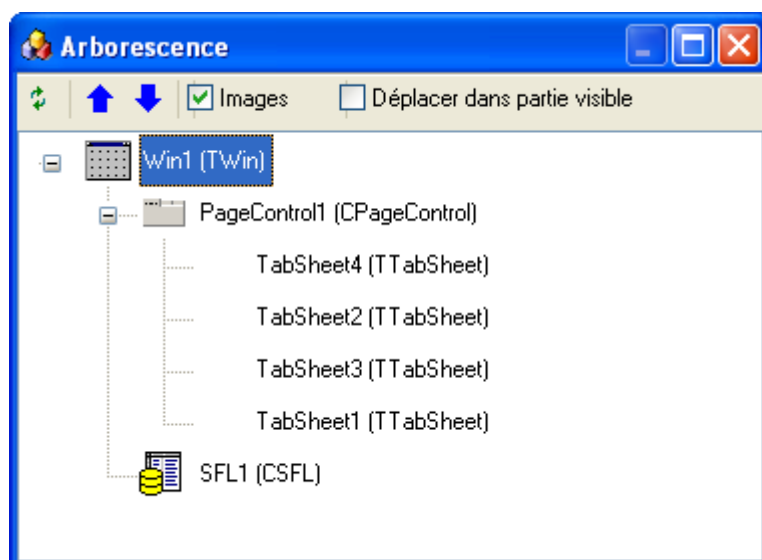 Arborescence
Images Déplacer dans partie visible
Win1 (TWin)
PageControl1 (CPageControl)
TabSheet4 (TTabSheet)
TabSheet2 (TTabSheet)
TabSheet3 (TTabSheet)
TabSheet1 (TTabSheet)
SFL1 (CSFL)